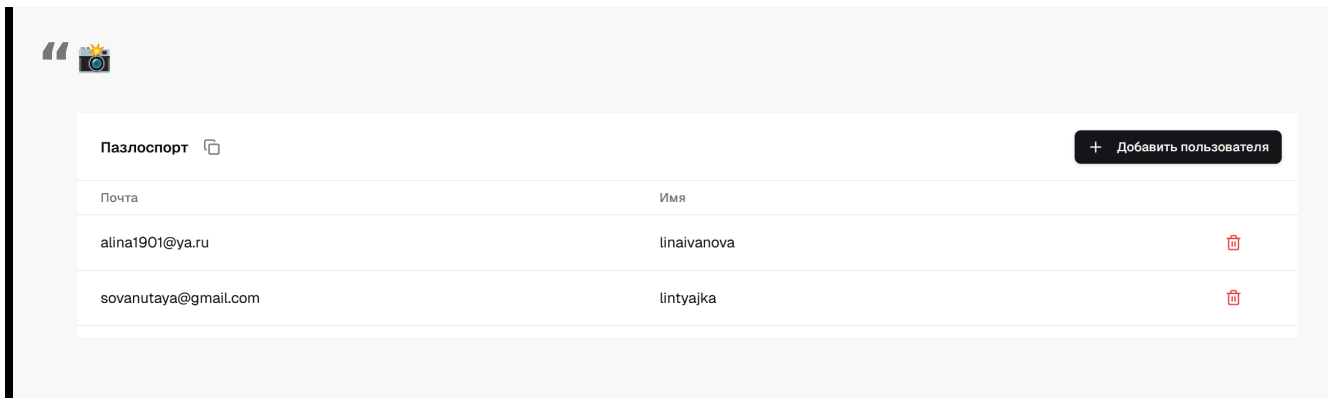 “ 📸
Пазлоспорт
+ Добавить пользователя
Почта Имя
alina1901@ya.ru linaivanova
sovanutaya@gmail.com lintyajka